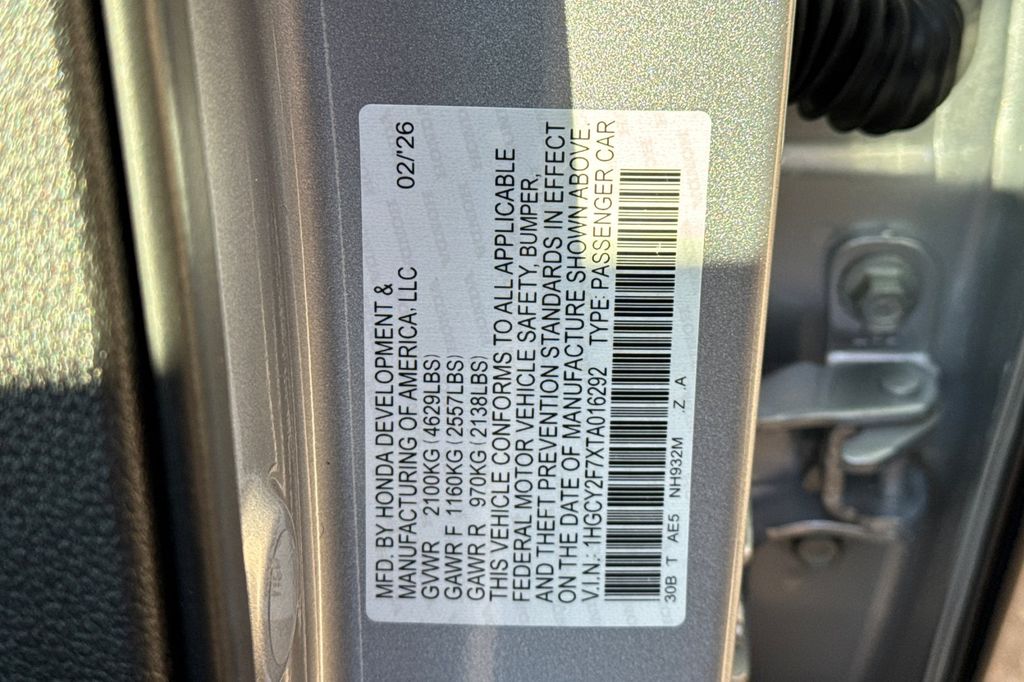 MFD. BY HONDA DEVELOPMENT &
MANUFACTURING OF AMERICA, LLC 02/'26
GVWR 2100KG ( 4629LBS)
GAWR F 1160KG ( 2557LBS)
GAWR R 970KG ( 2138LBS)
THIS VEHICLE CONFORMS TO ALL APPLICABLE
FEDERAL MOTOR VEHICLE SAFETY, BUMPER,
AND THEFT PREVENTION STANDARDS IN EFFECT
ON THE DATE OF MANUFACTURE SHOWN ABOVE.
V.I.N.: 1HGCY2F7XTA016292 TYPE: PASSENGER CAR
30B T AE5 NH932M Z .A